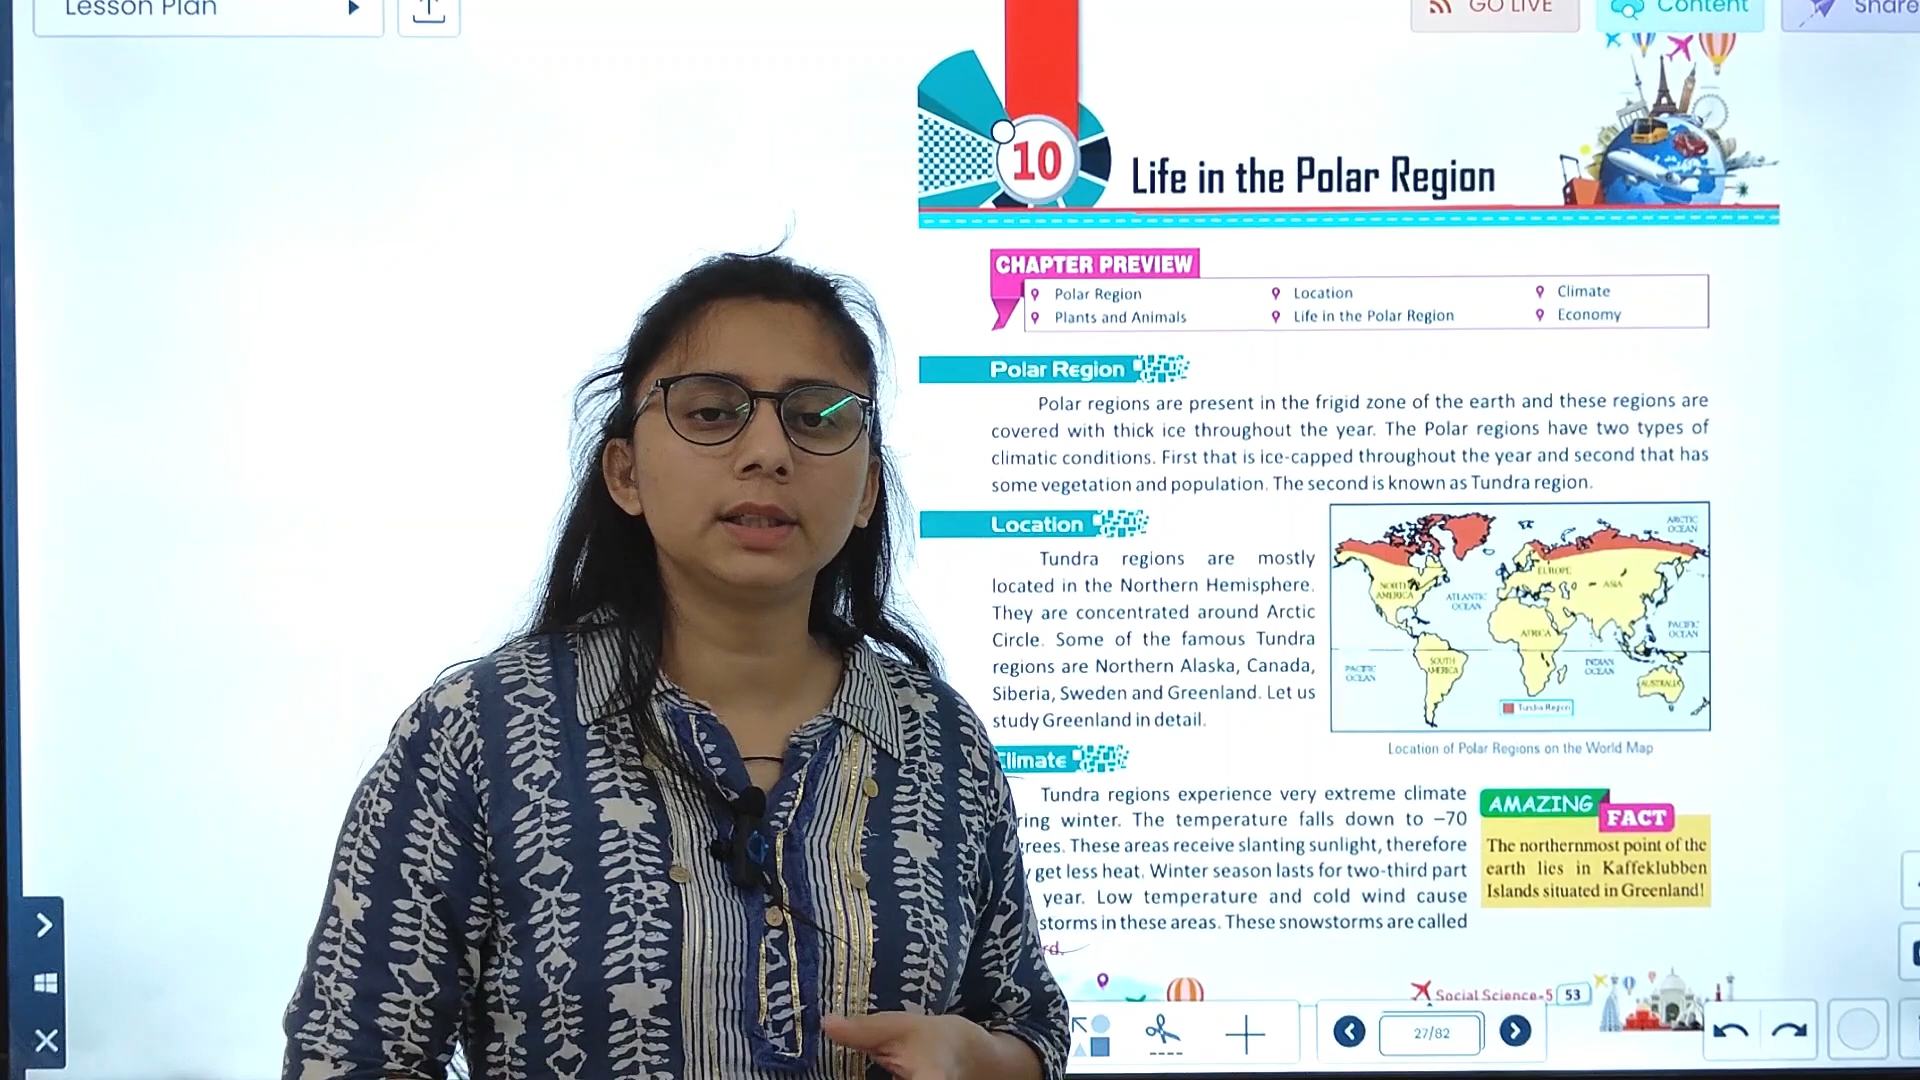 Lesson Plan
GO LIVE
Content
Share
10
Life in the Polar Region
CHAPTER PREVIEW
Polar Region
Location
Climate
Plants and Animals
Life in the Polar Region
Economy
Polar Region
Polar regions are present in the frigid zone of the earth and these regions are
covered with thick ice throughout the year. The Polar regions have two types of
climatic conditions. First that is ice-capped throughout the year and second that has
some vegetation and population. The second is known as Tundra region.
Location
Tundra regions are mostly
located in the Northern Hemisphere.
They are concentrated around Arctic
Circle. Some of the famous Tundra
regions are Northern Alaska, Canada,
Siberia, Sweden and Greenland. Let us
study Greenland in detail.
ARCTIC
OCEAN
NORTH
AMERICA
EUROPE
ASIA
ATLANTIC
OCEAN
AFRICA
PACIFIC
OCEAN
SOUTH
AMERICA
PACIFIC
OCEAN
INDIAN
OCEAN
AUSTRALIA
Tundra Region
Location of Polar Regions on the World Map
Climate
Tundra regions experience very extreme climate
ring winter. The temperature falls down to –70
grees. These areas receive slanting sunlight, therefore
y get less heat. Winter season lasts for two-third part
year. Low temperature and cold wind cause
storms in these areas. These snowstorms are called
rd.
AMAZING
FACT
The northernmost point of the
earth lies in Kaffeklubben
Islands situated in Greenland!
Social Science-5 53
27/82